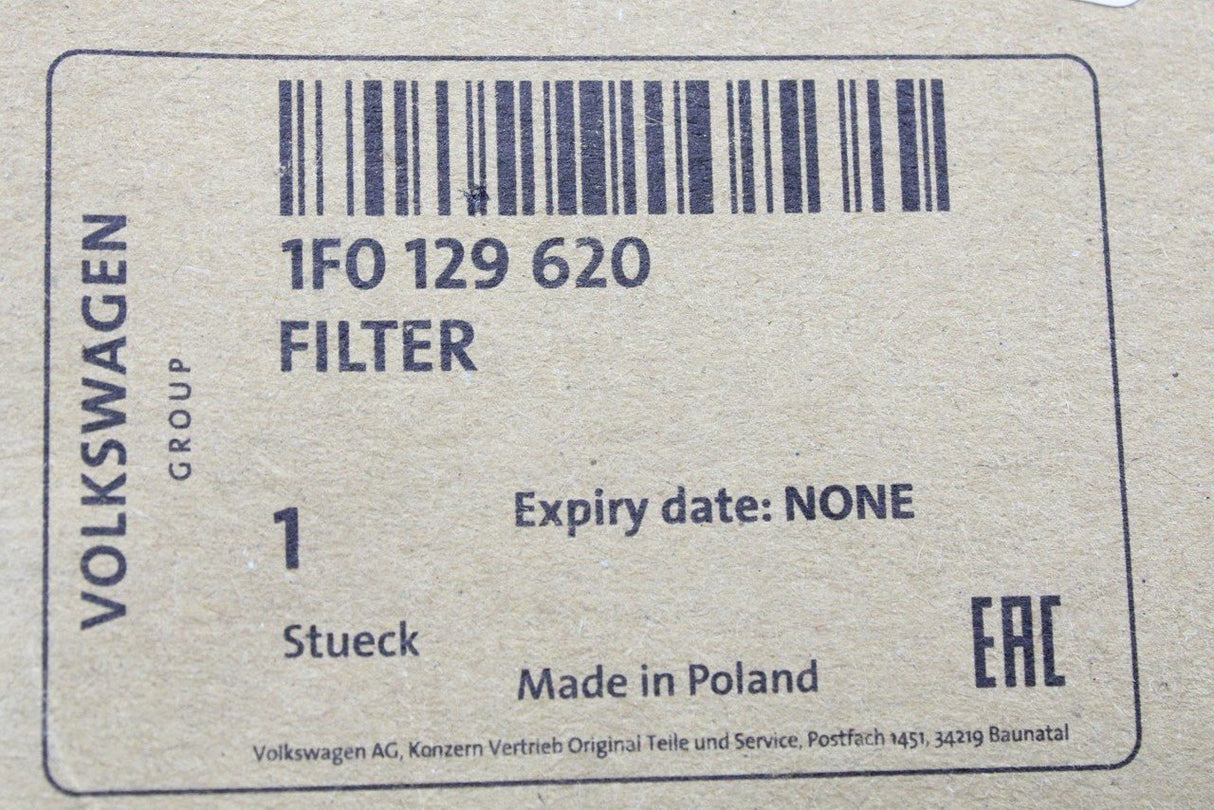 VOLKSWAGEN
GROUP
1F0 129 620
FILTER
1
Expiry date: NONE
Stueck
Made in Poland
EAC
Volkswagen AG, Konzern Vertrieb Original Teile und Service, Postfach 1451, 34219 Baunatal